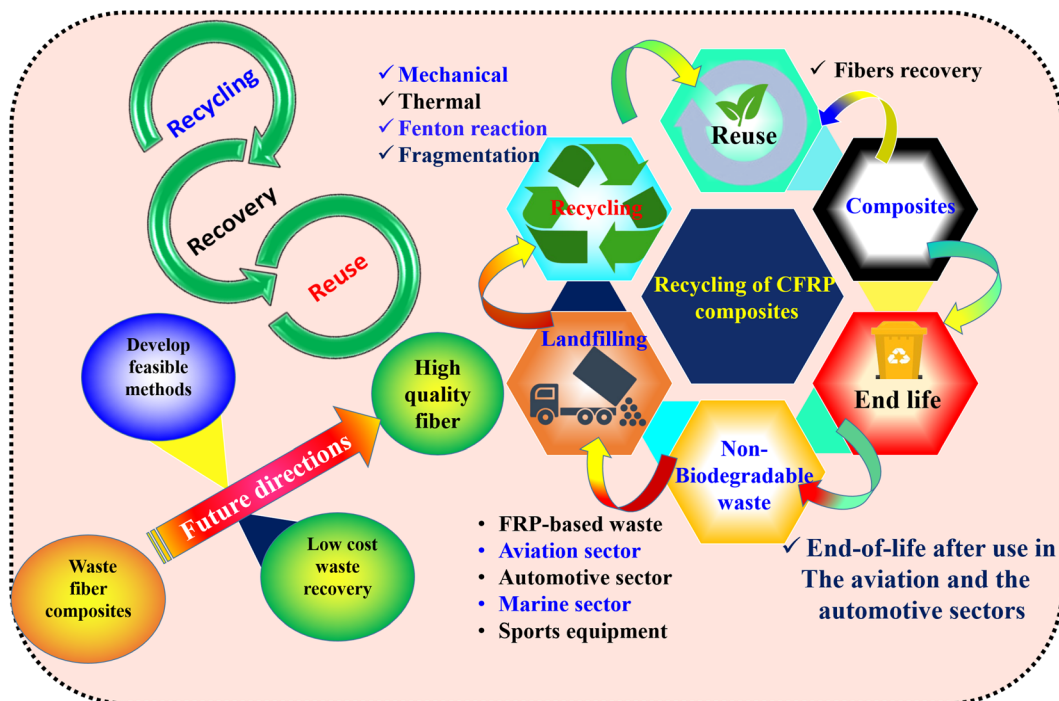 Recycling
Recovery
Reuse
✓ Mechanical
✓ Thermal
✓ Fenton reaction
✓ Fragmentation
Reuse
✓ Fibers recovery
Recycling
Composites
Recycling of CFRP
composites
Landfilling
End life
Non-
Biodegradable
waste
Develop
feasible
methods
High
quality
fiber
Future directions
Waste
fiber
composites
Low cost
waste
recovery
• FRP-based waste
• Aviation sector
• Automotive sector
• Marine sector
• Sports equipment
✓ End-of-life after use in
The aviation and the
automotive sectors